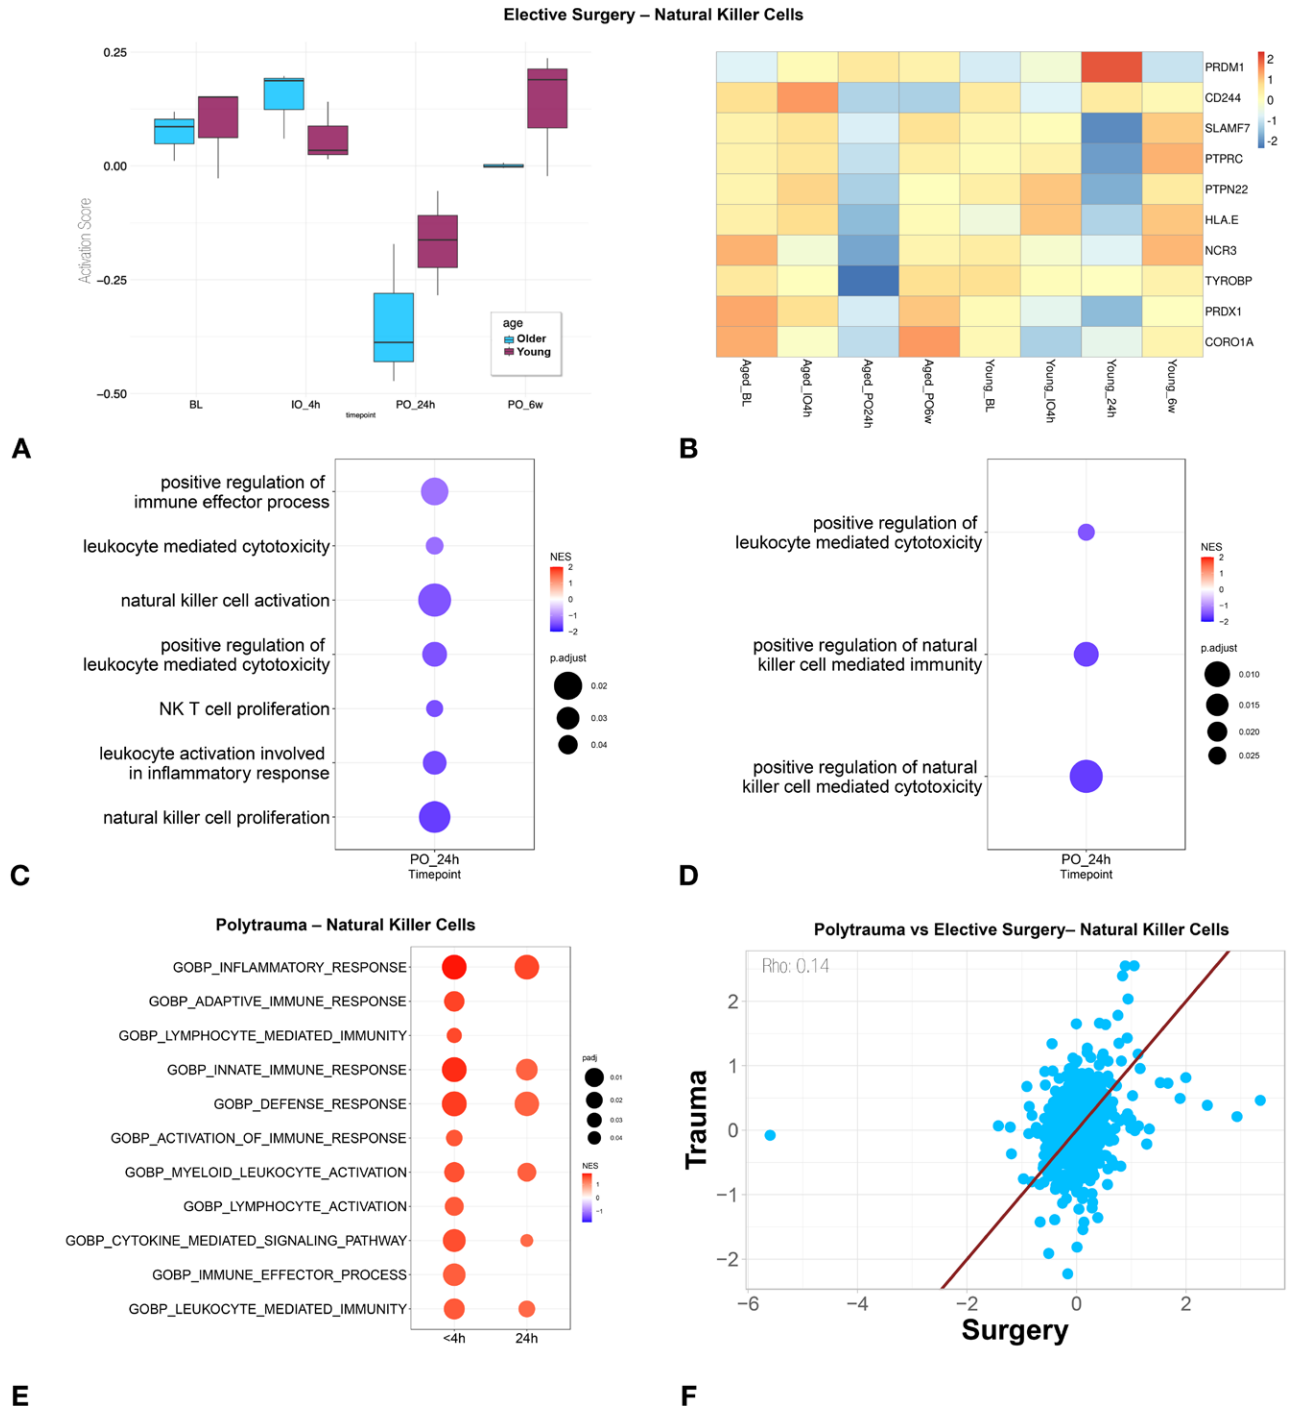 Elective Surgery – Natural Killer Cells
0.25
0.00
−0.25
−0.50
Activation Score
BL
IO_4h
PO_24h
PO_6w
timepoint
age
Older
Young
A
PRDM1
CD244
SLAMF7
PTPRC
PTPN22
HLA.E
NCR3
TYROBP
PRDX1
CORO1A
2
1
0
-1
-2
Aged_BL
Aged_IO4h
Aged_PO24h
Aged_PO6w
Young_BL
Young_IO4h
Young_24h
Young_6w
B
positive regulation of
immune effector process
leukocyte mediated cytotoxicity
natural killer cell activation
positive regulation of
leukocyte mediated cytotoxicity
NK T cell proliferation
leukocyte activation involved
in inflammatory response
natural killer cell proliferation
PO_24h
Timepoint
NES
2
1
0
−1
−2
p.adjust
0.02
0.03
0.04
C
positive regulation of
leukocyte mediated cytotoxicity
positive regulation of natural
killer cell mediated immunity
positive regulation of natural
killer cell mediated cytotoxicity
PO_24h
Timepoint
NES
2
1
0
−1
−2
p.adjust
0.010
0.015
0.020
0.025
D
Polytrauma – Natural Killer Cells
GOBP_INFLAMMATORY_RESPONSE
GOBP_ADAPTIVE_IMMUNE_RESPONSE
GOBP_LYMPHOCYTE_MEDIATED_IMMUNITY
GOBP_INNATE_IMMUNE_RESPONSE
GOBP_DEFENSE_RESPONSE
GOBP_ACTIVATION_OF_IMMUNE_RESPONSE
GOBP_MYELOID_LEUKOCYTE_ACTIVATION
GOBP_LYMPHOCYTE_ACTIVATION
GOBP_CYTOKINE_MEDIATED_SIGNALING_PATHWAY
GOBP_IMMUNE_EFFECTOR_PROCESS
GOBP_LEUKOCYTE_MEDIATED_IMMUNITY
<4h
24h
padj
0.01
0.02
0.03
0.04
NES
1
0
−1
E
Polytrauma vs Elective Surgery– Natural Killer Cells
Rho: 0.14
Trauma
2
1
0
−1
−2
−6
−4
−2
0
2
Surgery
F